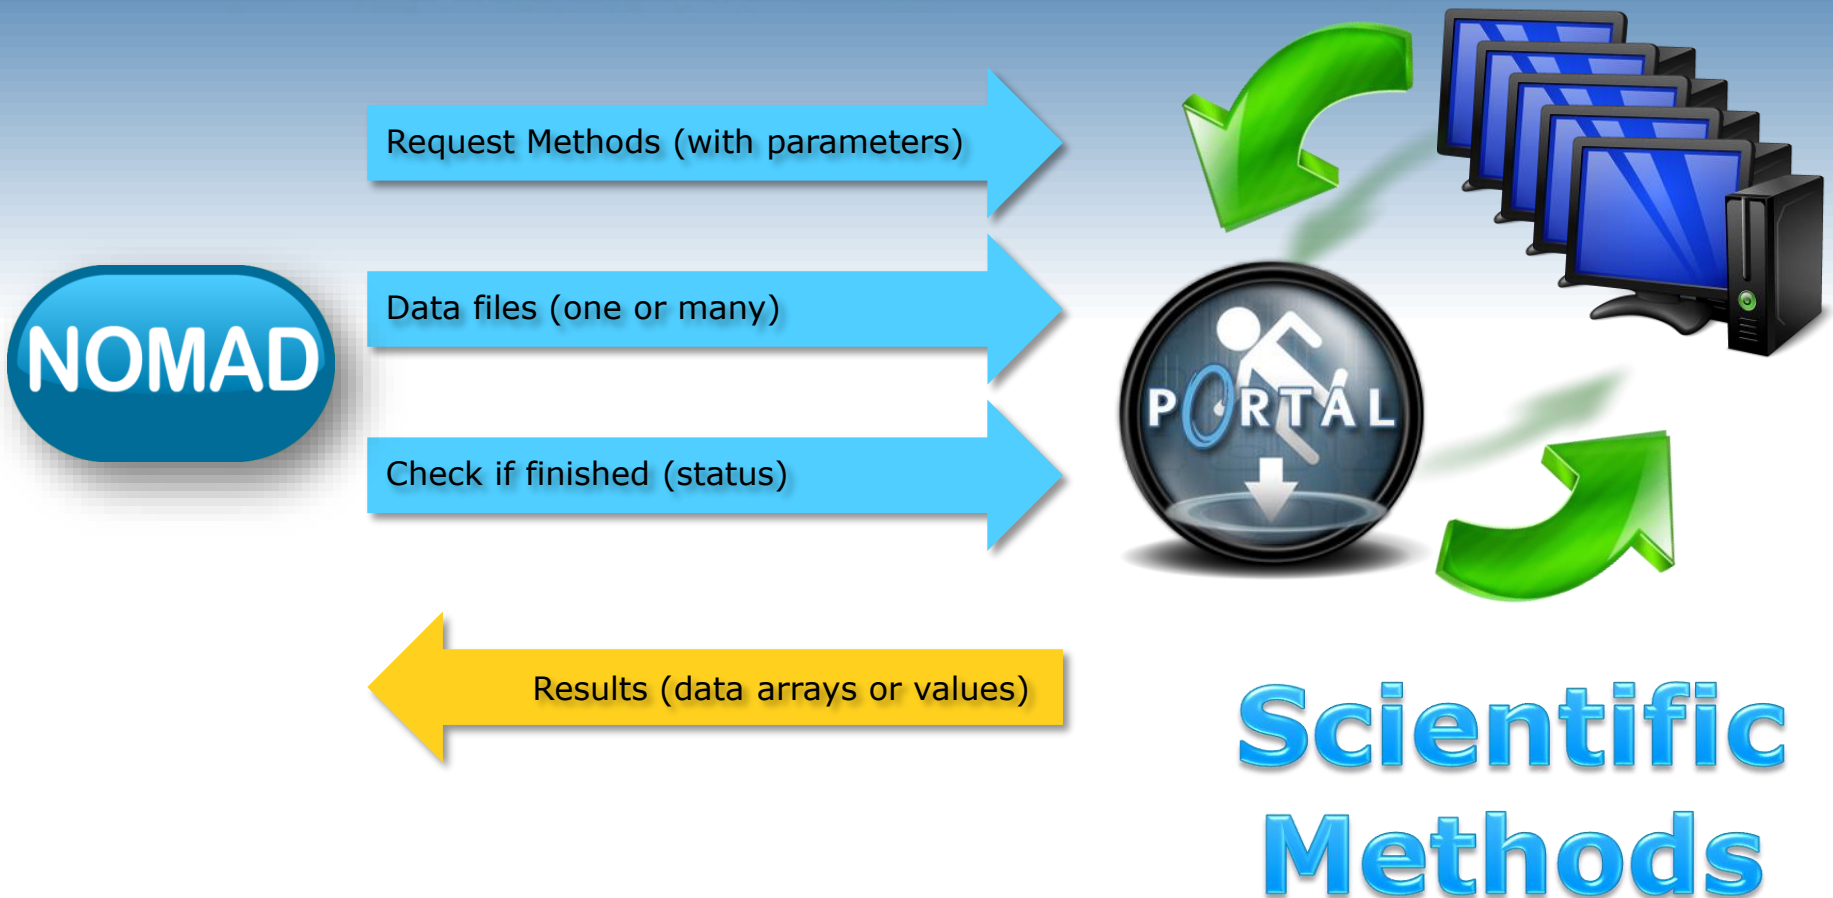 Request Methods (with parameters)
Data files (one or many)
NOMAD
PORTAL
Check if finished (status)
Results (data arrays or values)
Scientific
Methods